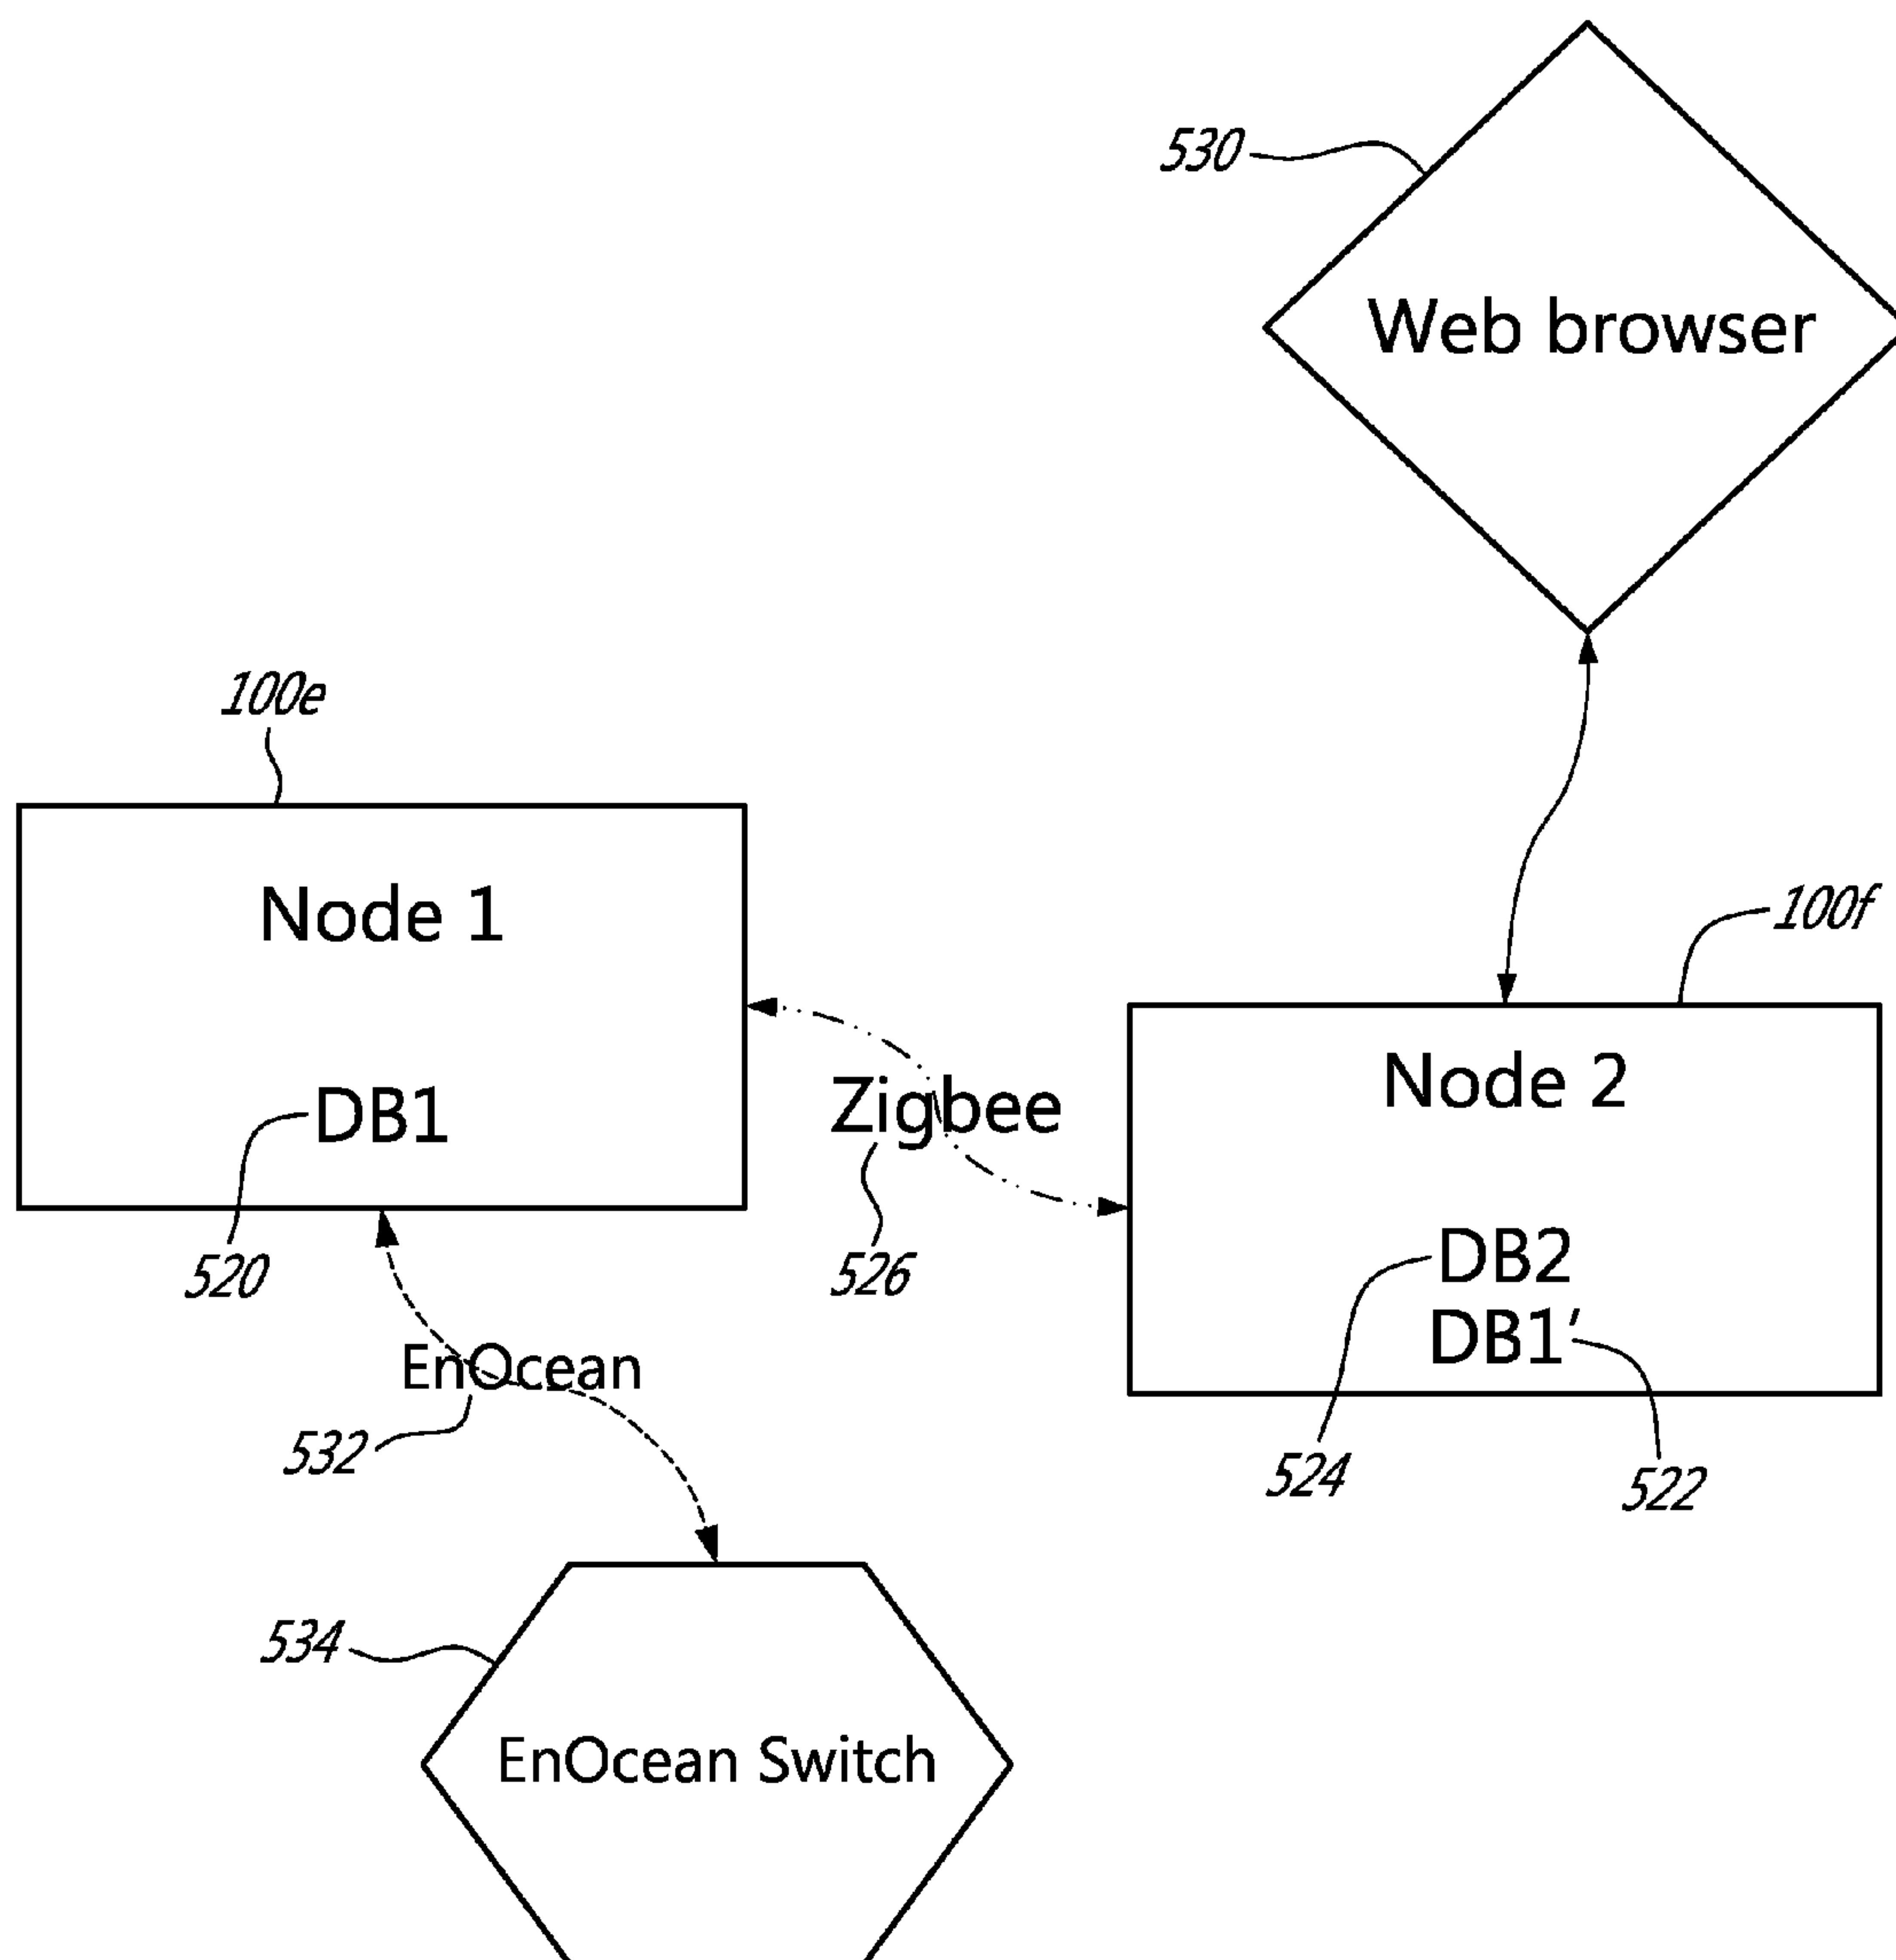 530
Web browser
100e
Node 1
100f
Node 2
DB1
Zigbee
DB2
520
526
DB1′
EnOcean
532
524
522
534
EnOcean Switch